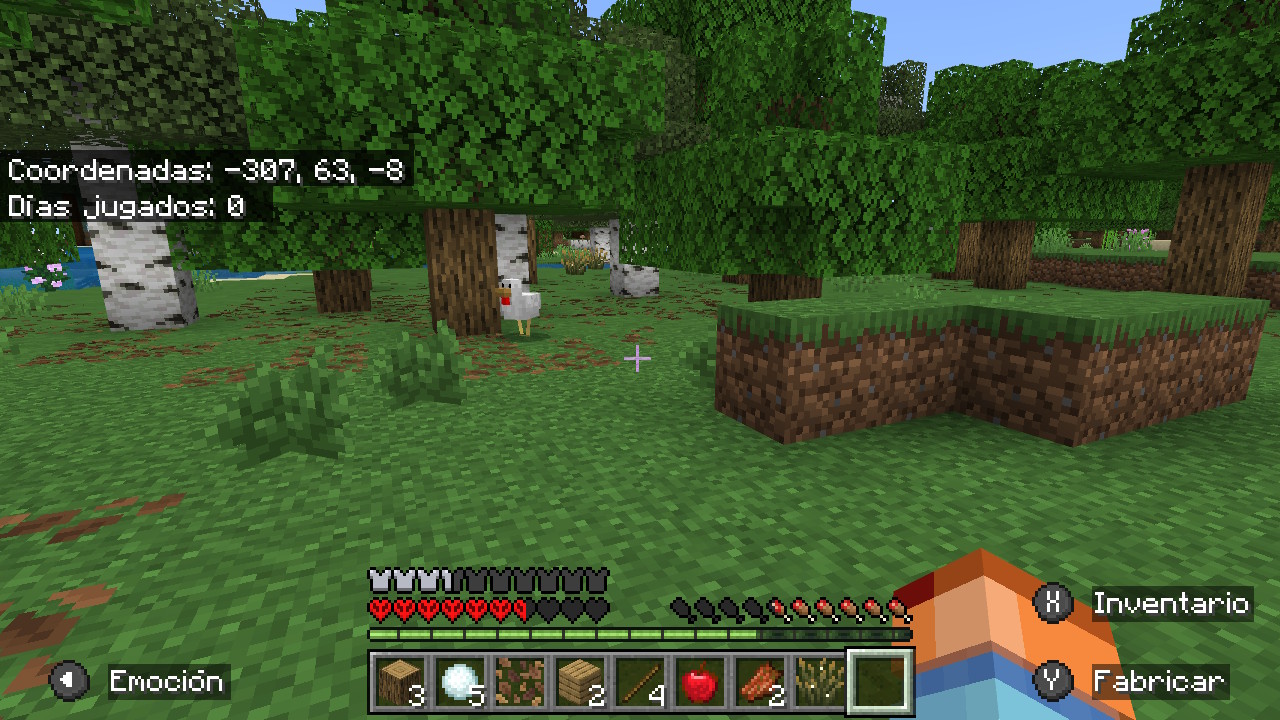 Coordenadas: -307, 63, -8
Días jugados: 0
X Inventario
Emoción
Y Fabricar
3 5 2 4 2